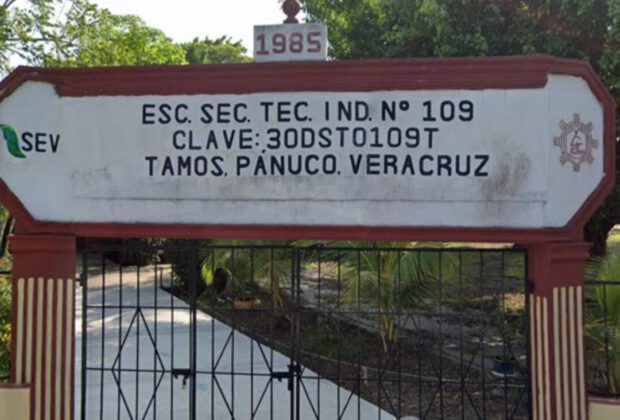 1985
ESC. SEC. TEC. IND. Nº 109
CLAVE: 30DST0109T
TAMOS, PÁNUCO, VERACRUZ
SEV